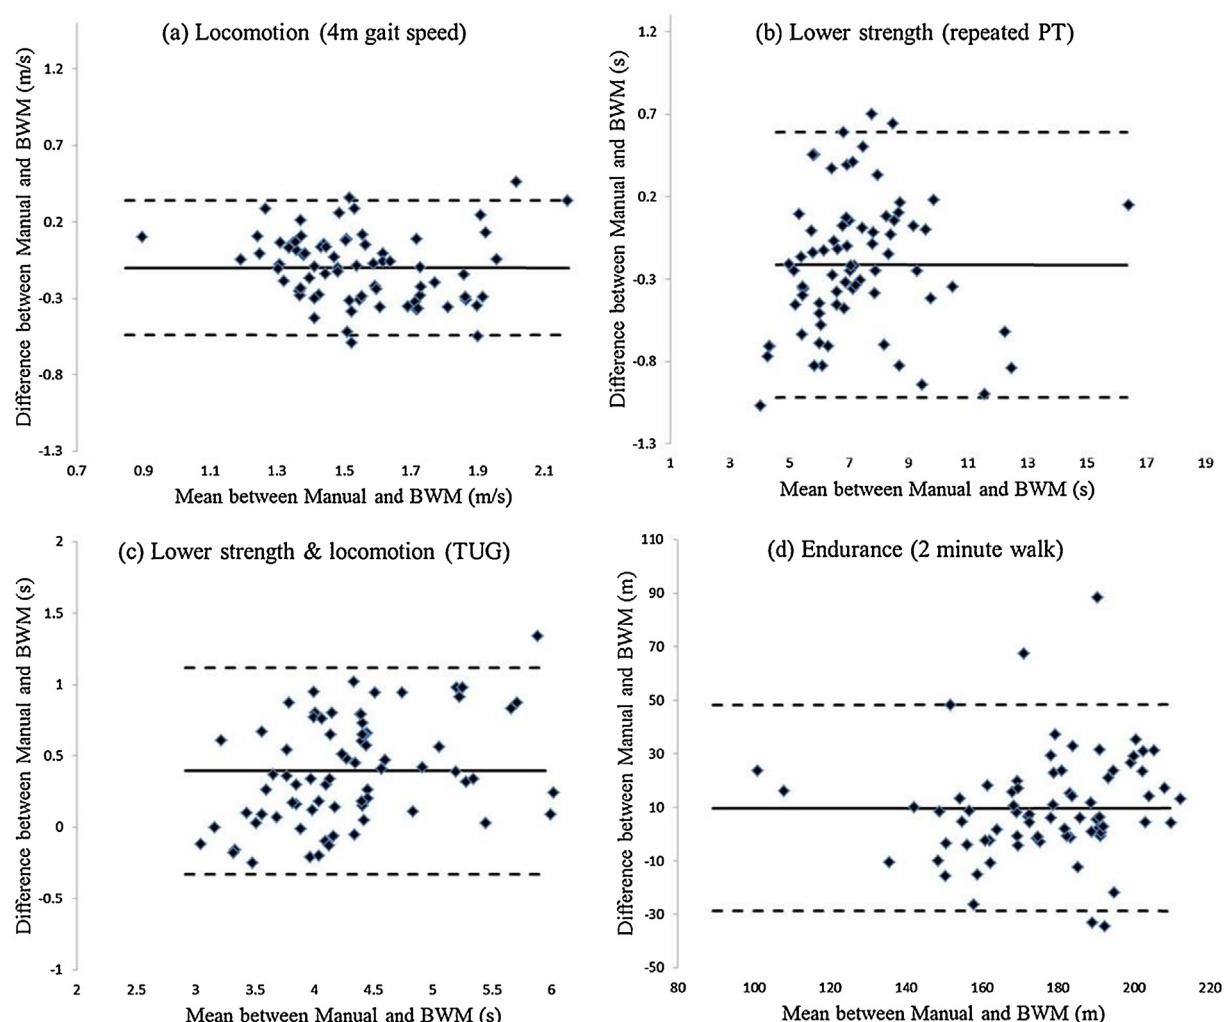 (a) Locomotion (4m gait speed)
Difference between Manual and BWM (m/s)
1.2
0.7
0.2
-0.3
-0.8
-1.3
0.7 0.9 1.1 1.3 1.5 1.7 1.9 2.1
Mean between Manual and BWM (m/s)
(b) Lower strength (repeated PT)
Difference between Manual and BWM (s)
1.2
0.7
0.2
-0.3
-0.8
-1.3
1 3 5 7 9 11 13 15 17 19
Mean between Manual and BWM (s)
(c) Lower strength & locomotion (TUG)
Difference between Manual and BWM (s)
2
1.5
1
0.5
0
-0.5
-1
2 2.5 3 3.5 4 4.5 5 5.5 6
Mean between Manual and BWM (s)
(d) Endurance (2 minute walk)
Difference between Manual and BWM (m)
110
90
70
50
30
10
-10
-30
-50
80 100 120 140 160 180 200 220
Mean between Manual and BWM (m)